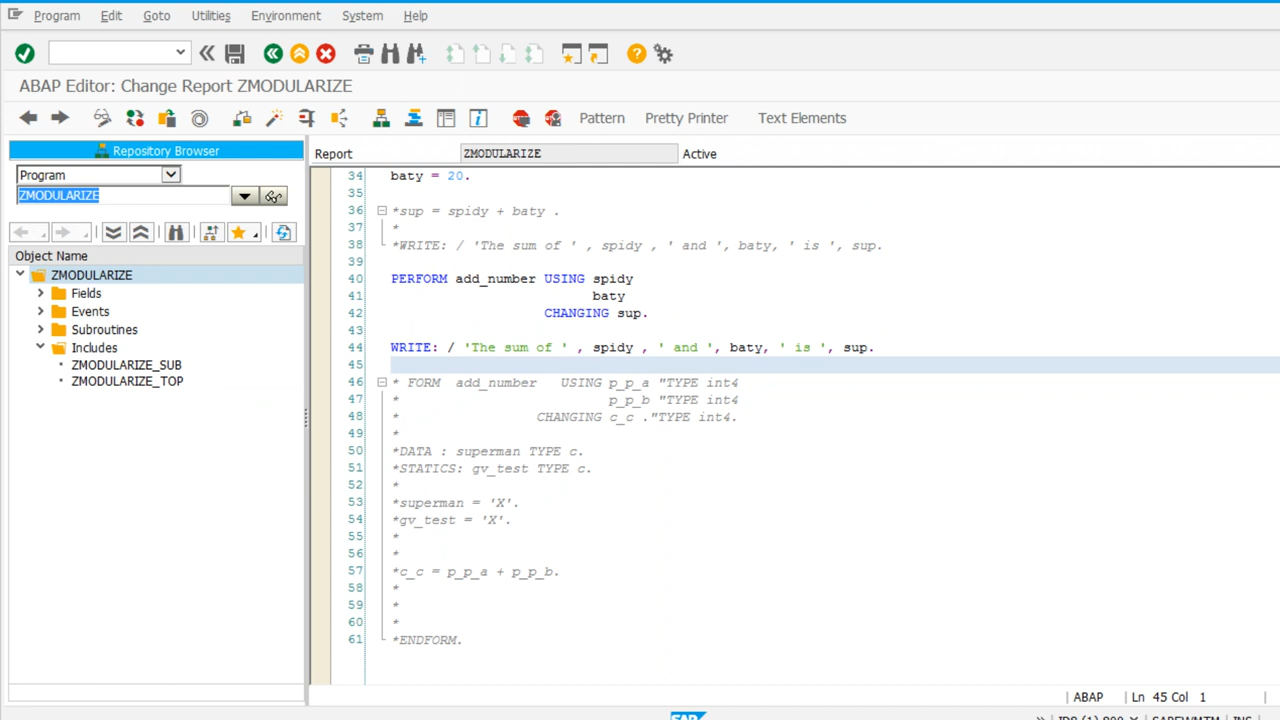 Program Edit Goto Utilities Environment System Help
ABAP Editor: Change Report ZMODULARIZE
Pattern Pretty Printer Text Elements
Repository Browser
Report ZMODULARIZE Active
Program
ZMODULARIZE
Object Name
ZMODULARIZE
Fields
Events
Subroutines
Includes
ZMODULARIZE_SUB
ZMODULARIZE_TOP
34 baty = 20.
35
36 *sup = spidy + baty .
37 *
38 *WRITE: / 'The sum of ' , spidy , ' and ', baty, ' is ', sup.
39
40 PERFORM add_number USING spidy
41 baty
42 CHANGING sup.
43
44 WRITE: / 'The sum of ' , spidy , ' and ', baty, ' is ', sup.
45
46 * FORM add_number USING p_p_a "TYPE int4
47 * p_p_b "TYPE int4
48 * CHANGING c_c ."TYPE int4.
49 *
50 *DATA : superman TYPE c.
51 *STATICS: gv_test TYPE c.
52 *
53 *superman = 'X'.
54 *gv_test = 'X'.
55 *
56 *
57 *c_c = p_p_a + p_p_b.
58 *
59 *
60 *
61 *ENDFORM.
ABAP Ln 45 Col 1